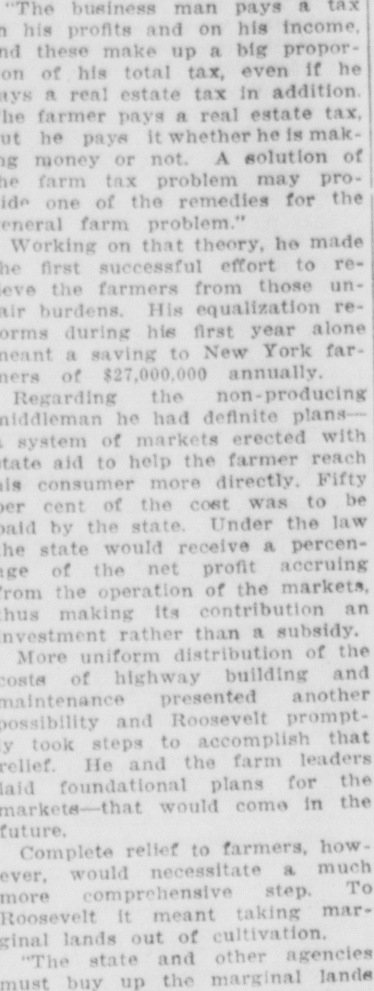 "The business man pays a tax
n his profits and on his income,
nd these make up a big propor-
on of his total tax, even if he
ays a real estate tax in addition.
he farmer pays a real estate tax,
ut he pays it whether he is mak-
ng money or not. A solution of
he farm tax problem may pro-
ide one of the remedies for the
eneral farm problem."
Working on that theory, he made
he first successful effort to re-
ieve the farmers from those un-
air burdens. His equalization re-
orms during his first year alone
meant a saving to New York far-
mers of $27,000,000 annually.
Regarding the non-producing
middleman he had definite plans—
a system of markets erected with
state aid to help the farmer reach
his consumer more directly. Fifty
per cent of the cost was to be
paid by the state. Under the law
the state would receive a percen-
age of the net profit accruing
from the operation of the markets,
thus making its contribution an
investment rather than a subsidy.
More uniform distribution of the
costs of highway building and
maintenance presented another
possibility and Roosevelt prompt-
ly took steps to accomplish that
relief. He and the farm leaders
laid foundational plans for the
markets—that would come in the
future.
Complete relief to farmers, how-
ever, would necessitate a much
more comprehensive step. To
Roosevelt it meant taking mar-
ginal lands out of cultivation.
"The state and other agencies
must buy up the marginal lands